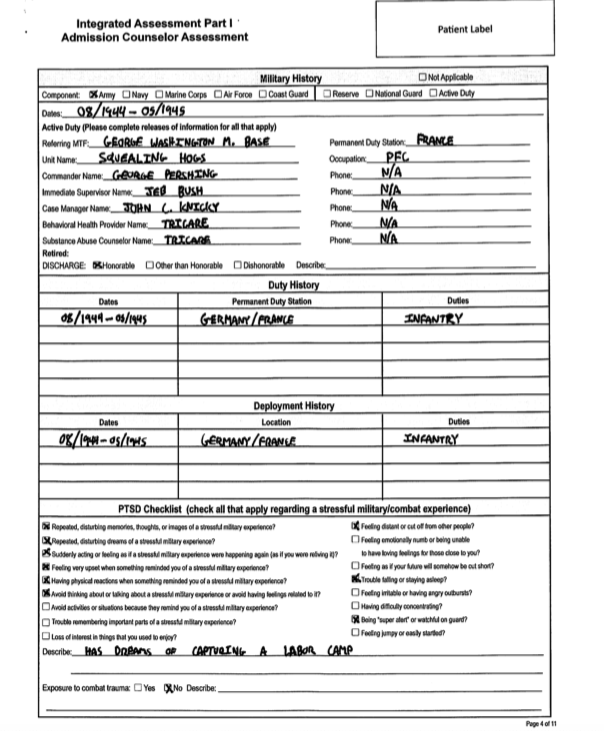 Integrated Assessment Part I
Admission Counselor Assessment
Patient Label
Military History ☐ Not Applicable
Component: ☒ Army ☐ Navy ☐ Marine Corps ☐ Air Force ☐ Coast Guard ☐ Reserve ☐ National Guard ☐ Active Duty
Dates: 08/1944 - 05/1945
Active Duty (Please complete releases of information for all that apply)
Referring MTF: GEORGE WASHINGTON M. BASE Permanent Duty Station: FRANCE
Unit Name: SQUEALING HOGS Occupation: PFC
Commander Name: GEORGE PERSHING Phone: N/A
Immediate Supervisor Name: JED BUSH Phone: N/A
Case Manager Name: JOHN C. KNICKY Phone: N/A
Behavioral Health Provider Name: TRICARE Phone: N/A
Substance Abuse Counselor Name: TRICARE Phone: N/A
Retired:
DISCHARGE: ☒ Honorable ☐ Other than Honorable ☐ Dishonorable Describe:
Duty History
Dates Permanent Duty Station Duties
08/1944 - 05/1945 GERMANY/FRANCE INFANTRY
Deployment History
Dates Location Duties
08/1944 - 05/1945 GERMANY/FRANCE INFANTRY
PTSD Checklist (check all that apply regarding a stressful military/combat experience)
☒ Repeated, disturbing memories, thoughts, or images of a stressful military experience?
☒ Repeated, disturbing dreams of a stressful military experience?
☒ Suddenly acting or feeling as if a stressful military experience were happening again (as if you were reliving it)?
☒ Feeling very upset when something reminded you of a stressful military experience?
☒ Having physical reactions when something reminded you of a stressful military experience?
☒ Avoid thinking about or talking about a stressful military experience or avoid having feelings related to it?
☐ Avoid activities or situations because they remind you of a stressful military experience?
☐ Trouble remembering important parts of a stressful military experience?
☐ Loss of interest in things that you used to enjoy?
☒ Feeling distant or cut off from other people?
☐ Feeling emotionally numb or being unable
to have loving feelings for those close to you?
☐ Feeling as if your future will somehow be cut short?
☒ Trouble falling or staying asleep?
☐ Feeling irritable or having angry outbursts?
☐ Having difficulty concentrating?
☒ Being "super alert" or watchful on guard?
☐ Feeling jumpy or easily startled?
Describe: HAS DREAMS OF CAPTURING A LABOR CAMP
Exposure to combat trauma: ☐ Yes ☒ No Describe:
Page 4 of 11